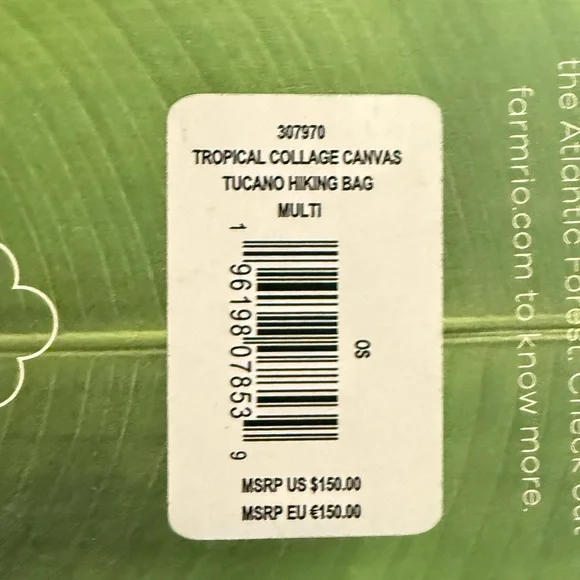 307970
TROPICAL COLLAGE CANVAS
TUCANO HIKING BAG
MULTI
1 96198 07853 9
OS
MSRP US $150.00
MSRP EU €150.00
the Atlantic Forest. Check out
farmrio.com to know more.